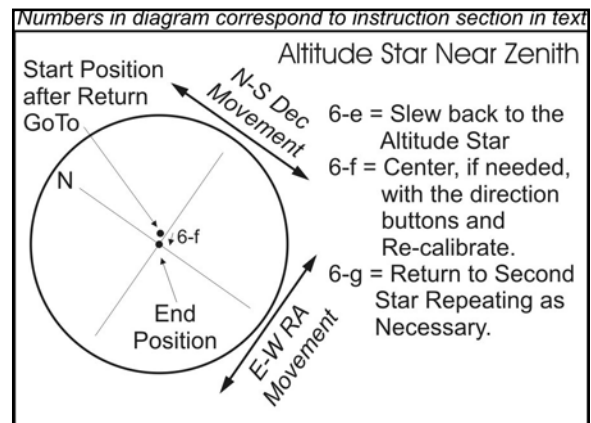 Numbers in diagram correspond to instruction section in text
Altitude Star Near Zenith
Start Position
after Return
GoTo
N-S Dec
Movement
N
6-f
End
Position
E-W RA
Movement
6-e = Slew back to the
Altitude Star
6-f = Center, if needed,
with the direction
buttons and
Re-calibrate.
6-g = Return to Second
Star Repeating as
Necessary.